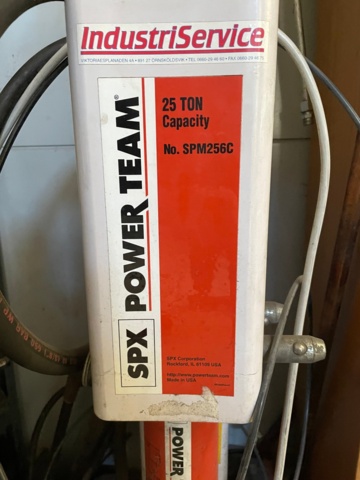 IndustriService
25 TON
Capacity
No. SPM256C
SPX POWER TEAM®
SPX Corporation
Rockford, IL 61109 USA
http://www.powerteam.com
Made in USA
POWER